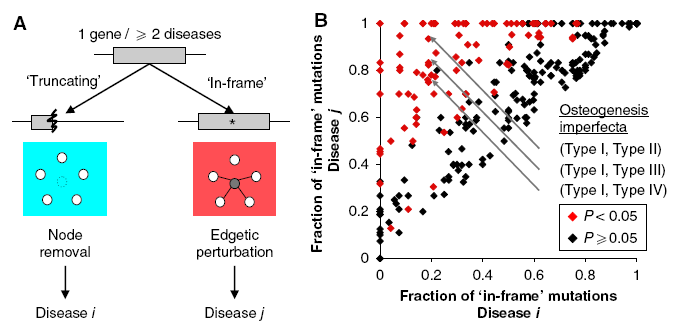 A
1 gene / ⩾ 2 diseases
'Truncating'
'In-frame'
*
Node
removal
Edgetic
perturbation
Disease i
Disease j
B
Fraction of 'in-frame' mutations
Disease j
1
0.8
0.6
0.4
0.2
0
0
0.2
0.4
0.6
0.8
1
Fraction of 'in-frame' mutations
Disease i
Osteogenesis
imperfecta
(Type I, Type II)
(Type I, Type III)
(Type I, Type IV)
P < 0.05
P ⩾ 0.05